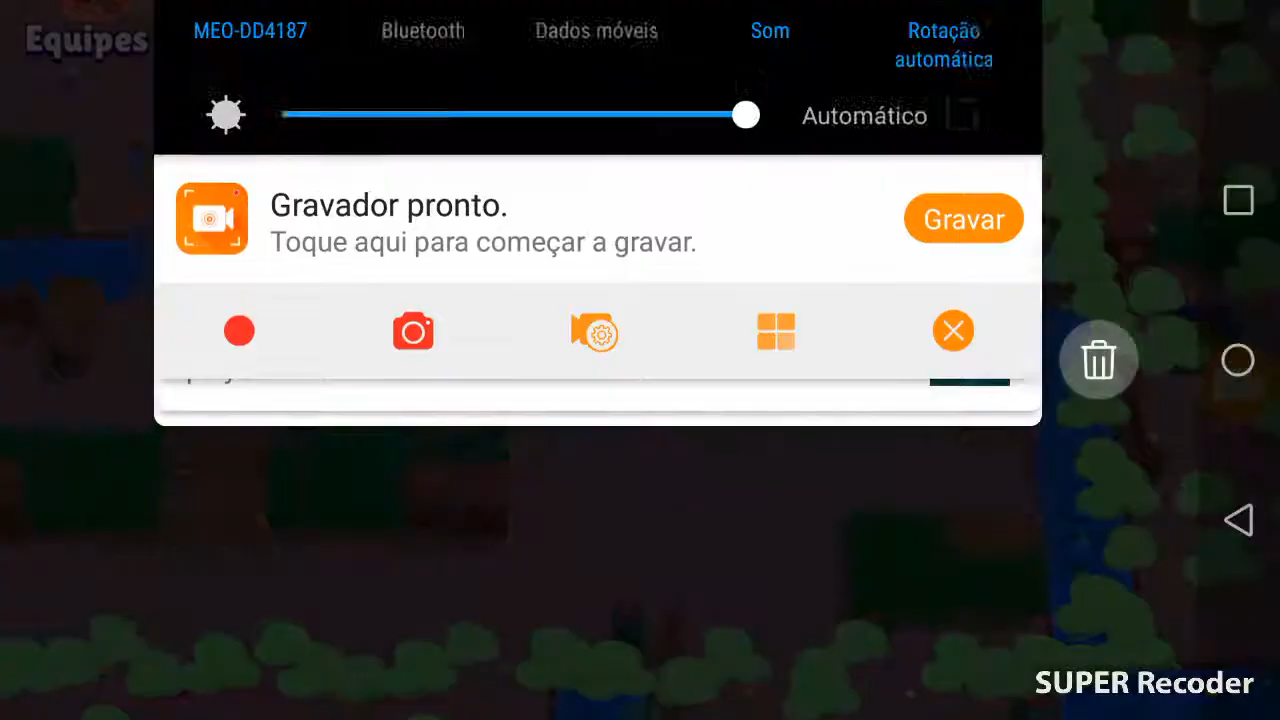 Equipes
MEO-DD4187
Bluetooth
Dados móveis
Som
Rotação
automática
Automático
Gravador pronto.
Toque aqui para começar a gravar.
Gravar
SUPER Recoder